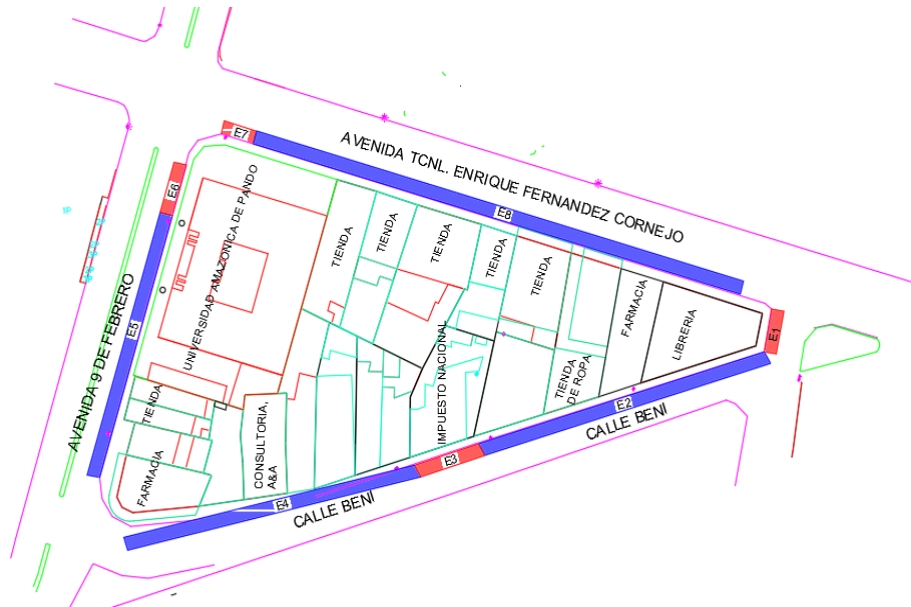 E7
AVENIDA TCNL. ENRIQUE FERNANDEZ CORNEJO
E6
UNIVERSIDAD AMAZONICA DE PANDO
E8
TIENDA
TIENDA
TIENDA
TIENDA
TIENDA
FARMACIA
LIBRERIA
E1
E5
AVENIDA 9 DE FEBRERO
IMPUESTO NACIONAL
TIENDA
DE ROPA
TIENDA
E2
CALLE BENI
CONSULTORIA
A&A
FARMACIA
E3
E4
CALLE BENI